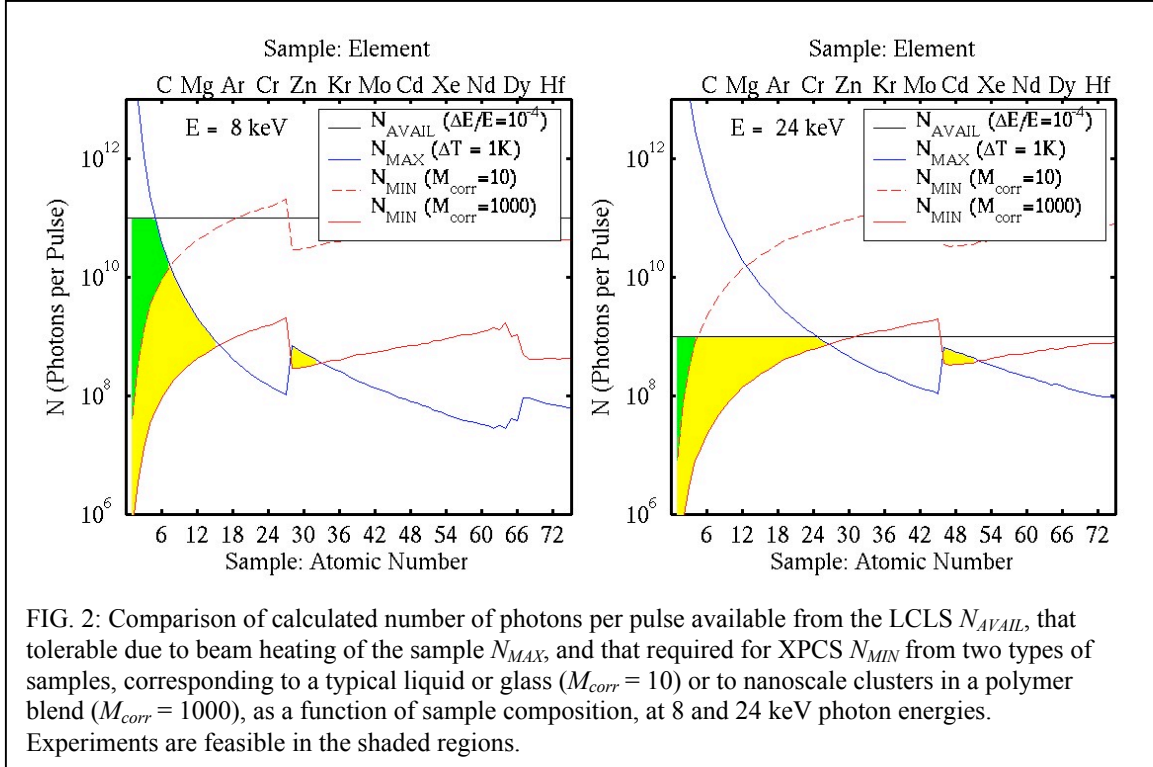 Sample: Element
C Mg Ar Cr Zn Kr Mo Cd Xe Nd Dy Hf
E = 8 keV
N_AVAIL (ΔE/E=10^-4)
N_MAX (ΔT = 1K)
N_MIN (M_corr=10)
N_MIN (M_corr=1000)
N (Photons per Pulse)
10^12
10^10
10^8
10^6
6 12 18 24 30 36 42 48 54 60 66 72
Sample: Atomic Number
Sample: Element
C Mg Ar Cr Zn Kr Mo Cd Xe Nd Dy Hf
E = 24 keV
N_AVAIL (ΔE/E=10^-4)
N_MAX (ΔT = 1K)
N_MIN (M_corr=10)
N_MIN (M_corr=1000)
N (Photons per Pulse)
10^12
10^10
10^8
10^6
6 12 18 24 30 36 42 48 54 60 66 72
Sample: Atomic Number
FIG. 2: Comparison of calculated number of photons per pulse available from the LCLS N_AVAIL, that
tolerable due to beam heating of the sample N_MAX, and that required for XPCS N_MIN from two types of
samples, corresponding to a typical liquid or glass (M_corr = 10) or to nanoscale clusters in a polymer
blend (M_corr = 1000), as a function of sample composition, at 8 and 24 keV photon energies.
Experiments are feasible in the shaded regions.